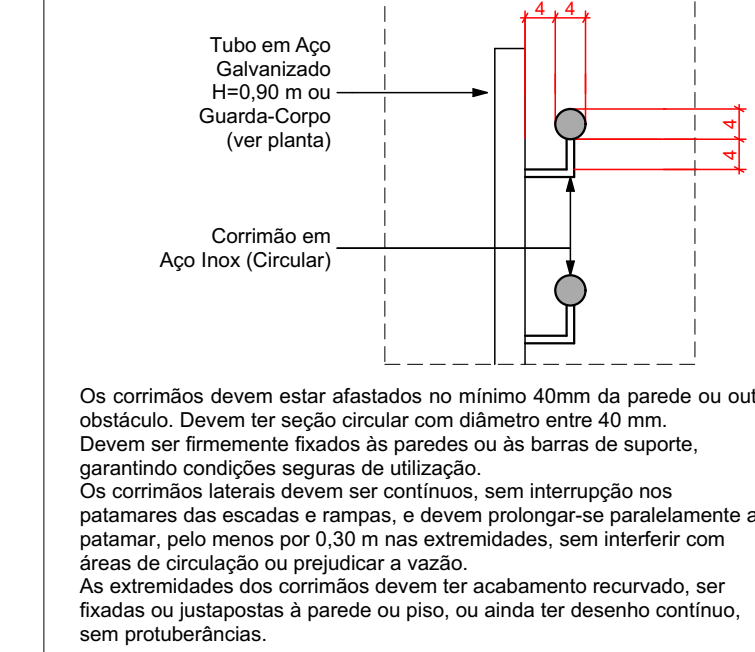 4 4
Tubo em Aço
Galvanizado
H=0,90 m ou
Guarda-Corpo
(ver planta)
4
4
Corrimão em
Aço Inox (Circular)
Os corrimãos devem estar afastados no mínimo 40mm da parede ou
obstáculo. Devem ter seção circular com diâmetro entre 40 mm.
Devem ser firmemente fixados às paredes ou às barras de suporte,
garantindo condições seguras de utilização.
Os corrimãos laterais devem ser contínuos, sem interrupção nos
patamares das escadas e rampas, e devem prolongar-se paralelamente
patamar, pelo menos por 0,30 m nas extremidades, sem interferir com
áreas de circulação ou prejudicar a vazão.
As extremidades dos corrimãos devem ter acabamento recurvado, ser
fixadas ou justapostas à parede ou piso, ou ainda ter desenho contínuo,
sem protuberâncias.